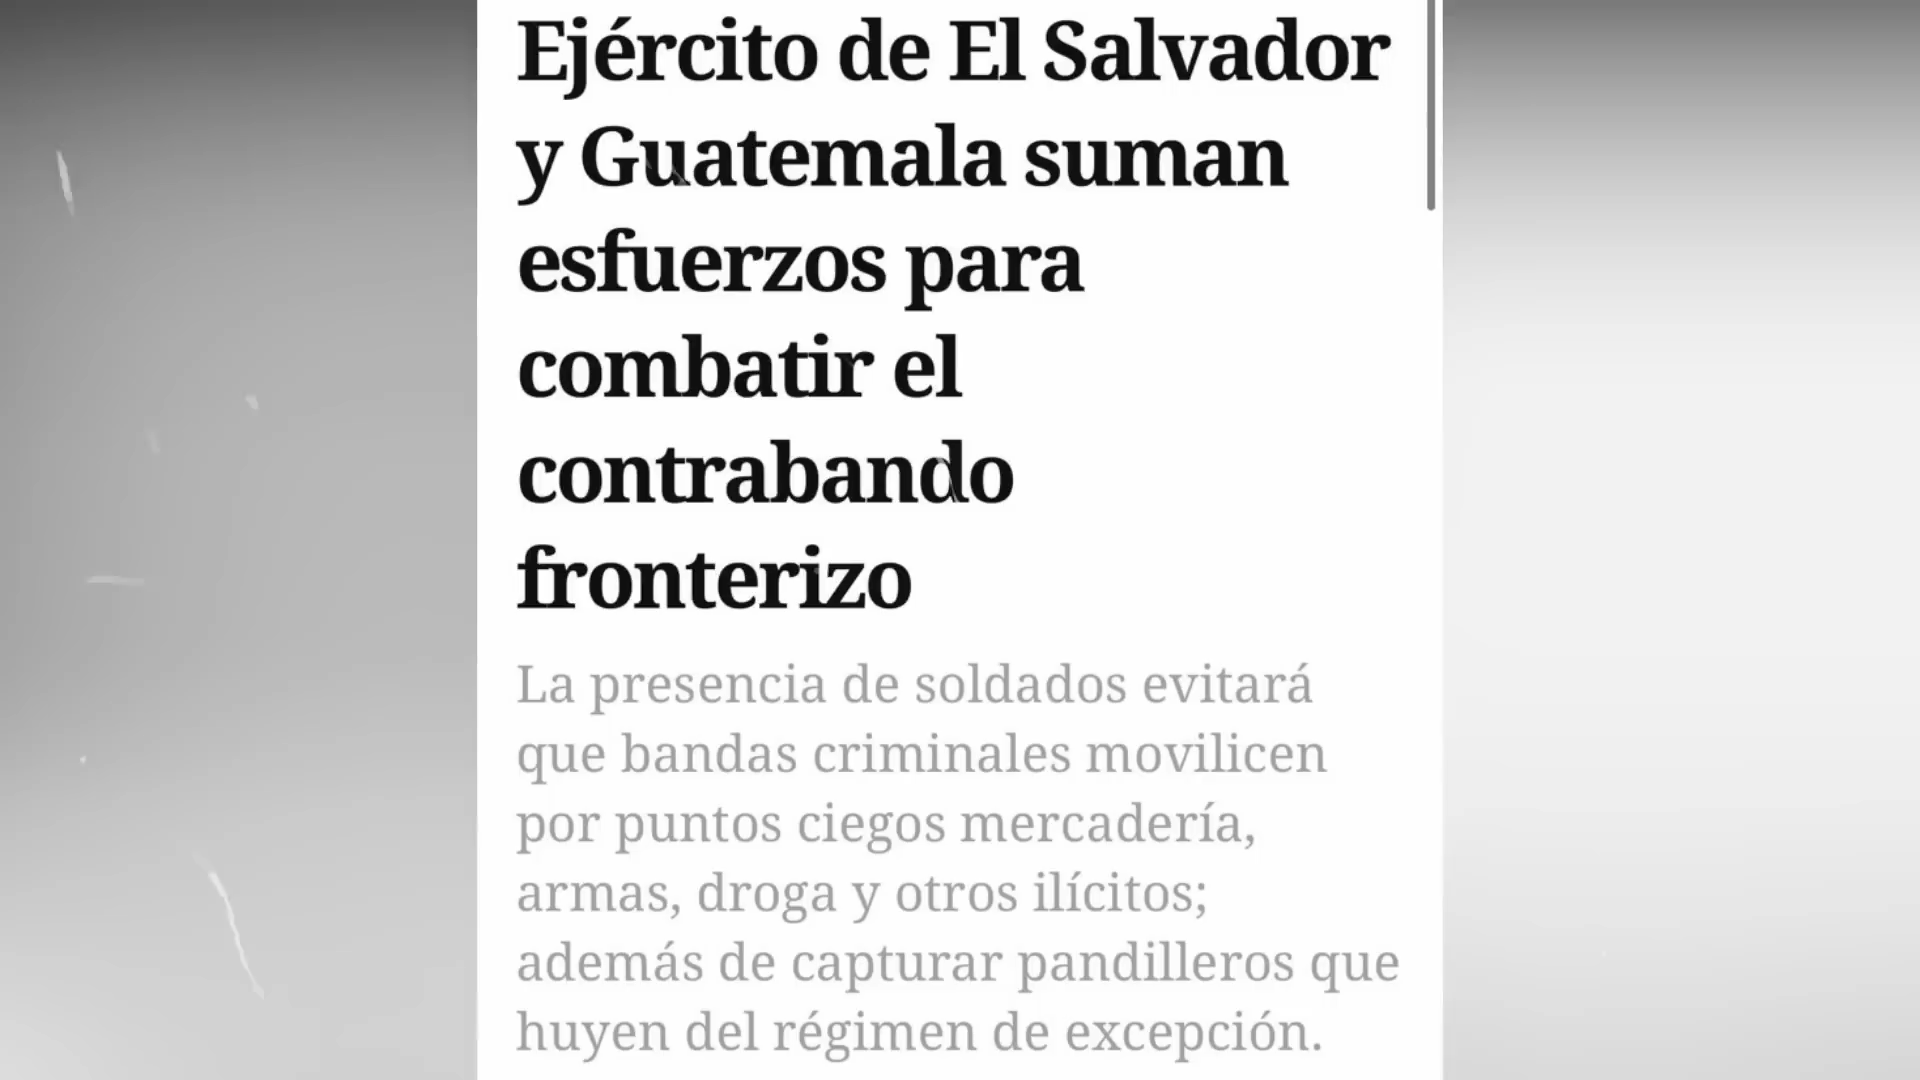 Ejército de El Salvador
y Guatemala suman
esfuerzos para
combatir el
contrabando
fronterizo
La presencia de soldados evitará
que bandas criminales movilicen
por puntos ciegos mercadería,
armas, droga y otros ilícitos;
además de capturar pandilleros que
huyen del régimen de excepción.